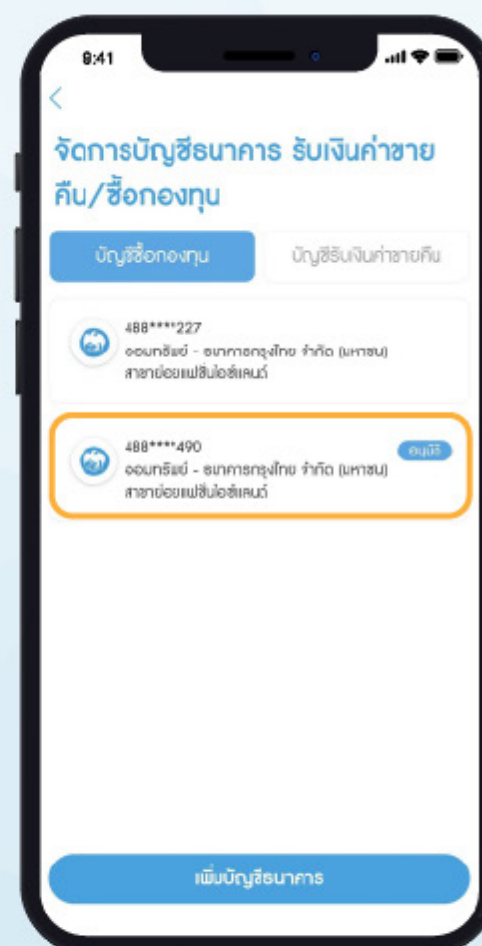 9:41
จัดการบัญชีธนาคาร รับเงินค่าขาย
คืน/ซื้อกองทุน
บัญชีซื้อกองทุน
บัญชีรับเงินค่าขายคืน
488****227
ออมทรัพย์ - ธนาคารกรุงไทย จำกัด (มหาชน)
สาขาย่อยแฟชั่นไอซ์แลนด์
488****490
อนุมัติ
ออมทรัพย์ - ธนาคารกรุงไทย จำกัด (มหาชน)
สาขาย่อยแฟชั่นไอซ์แลนด์
เพิ่มบัญชีธนาคาร